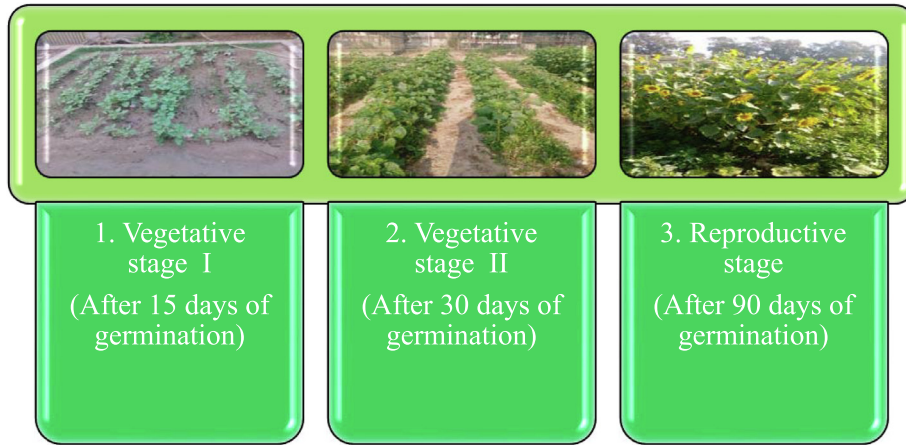 1. Vegetative
stage I
(After 15 days of
germination)
2. Vegetative
stage II
(After 30 days of
germination)
3. Reproductive
stage
(After 90 days of
germination)